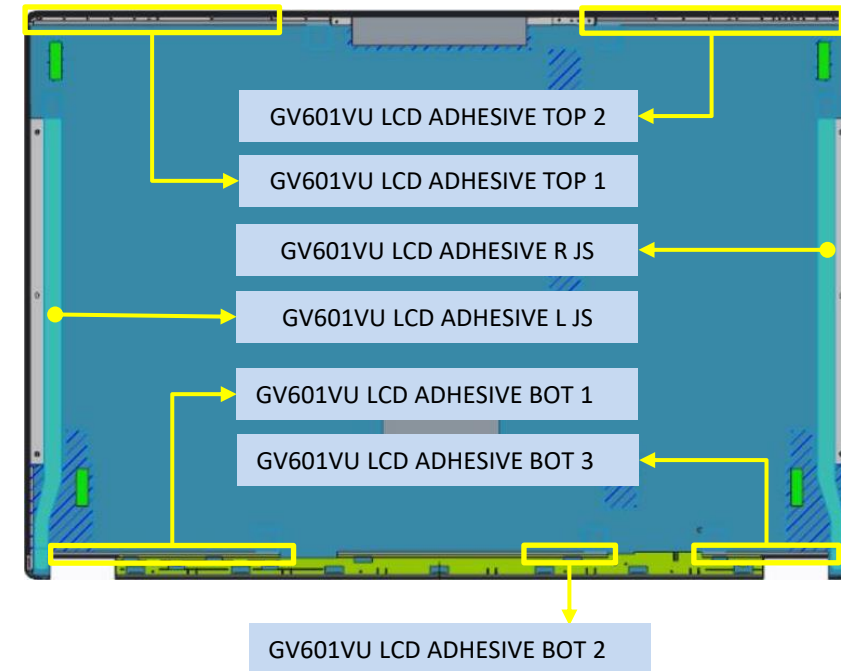 GV601VU LCD ADHESIVE TOP 2
GV601VU LCD ADHESIVE TOP 1
GV601VU LCD ADHESIVE R JS
GV601VU LCD ADHESIVE L JS
GV601VU LCD ADHESIVE BOT 1
GV601VU LCD ADHESIVE BOT 3
GV601VU LCD ADHESIVE BOT 2